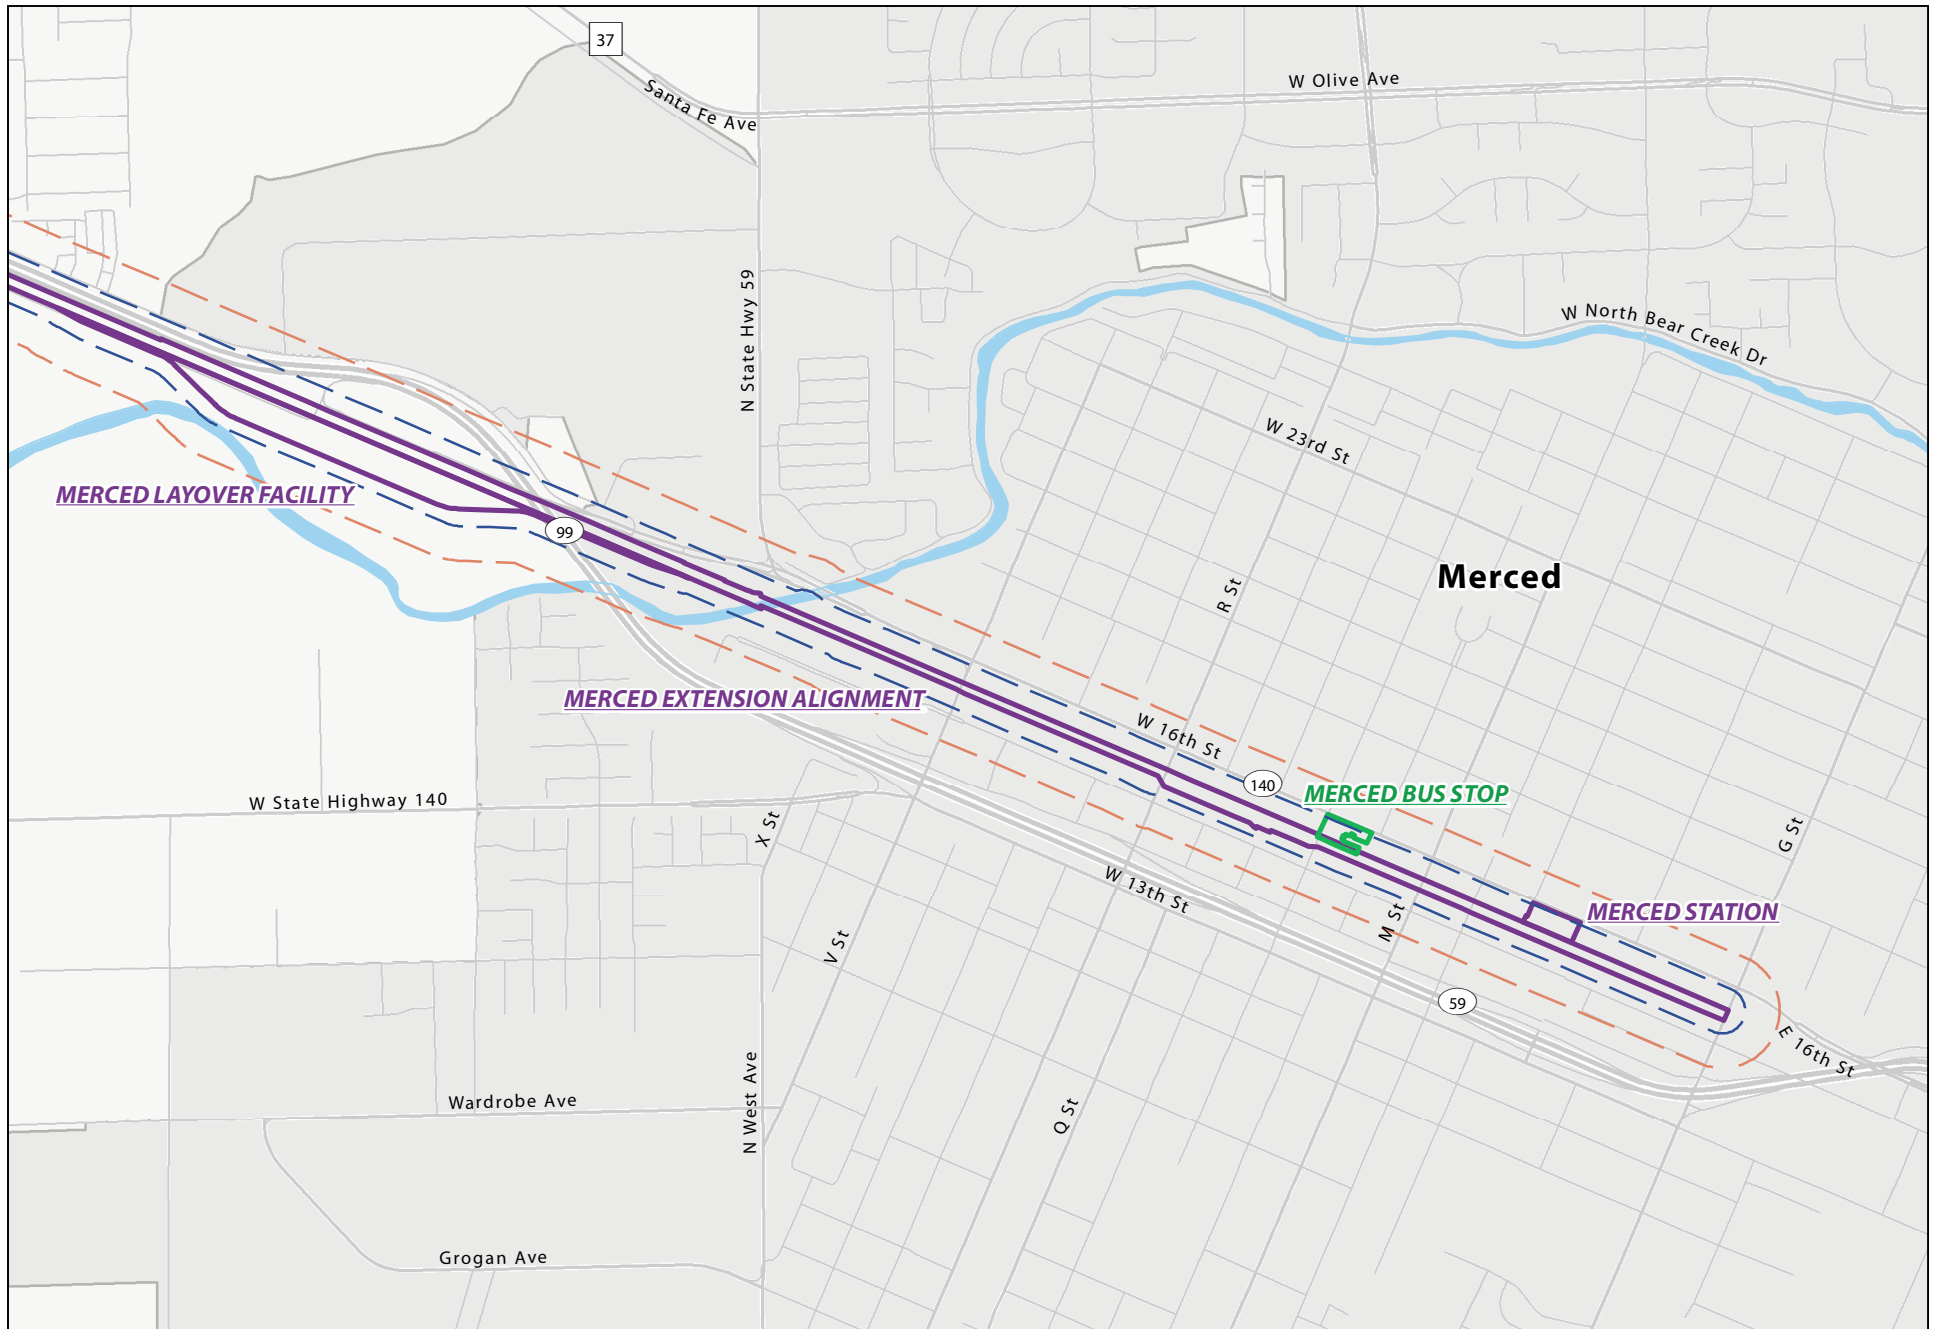 37
Santa Fe Ave
W Olive Ave
N State Hwy 59
W North Bear Creek Dr
W 23rd St
MERCED LAYOVER FACILITY
99
Merced
R St
MERCED EXTENSION ALIGNMENT
W 16th St
140
MERCED BUS STOP
W State Highway 140
X St
G St
W 13th St
M St
MERCED STATION
V St
59
E 16th St
N West Ave
Wardrobe Ave
Q St
Grogan Ave